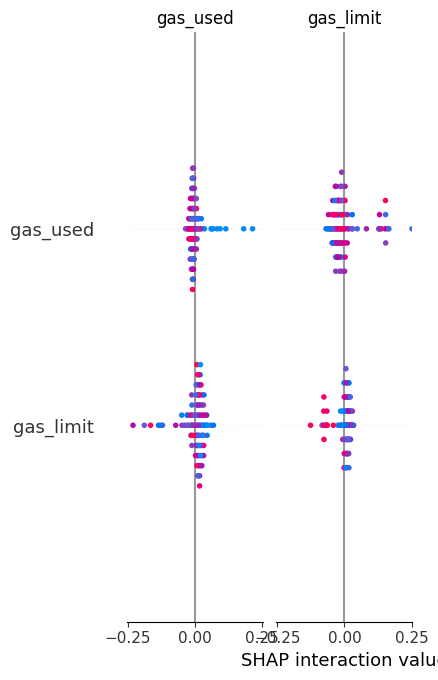 gas_used gas_limit
gas_used
gas_limit
−0.25 0.00 0.25 −0.25 0.00 0.25
SHAP interaction value